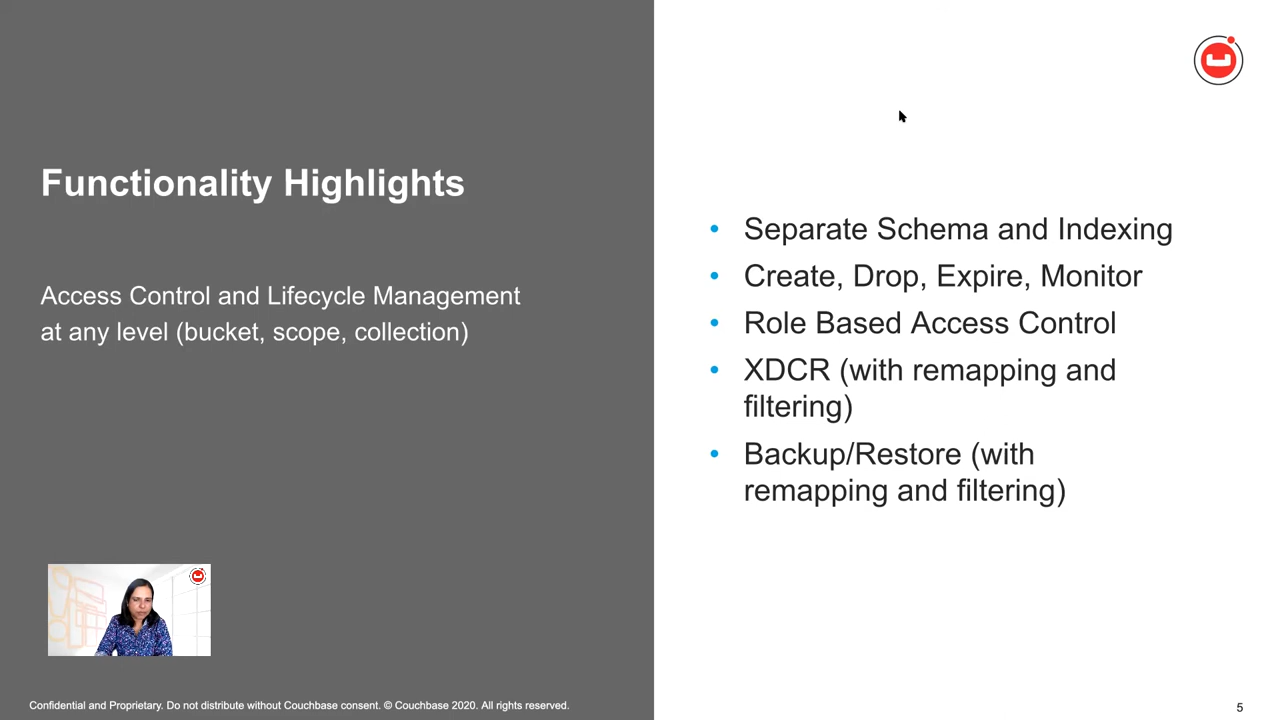 Functionality Highlights
Access Control and Lifecycle Management
at any level (bucket, scope, collection)
• Separate Schema and Indexing
• Create, Drop, Expire, Monitor
• Role Based Access Control
• XDCR (with remapping and
filtering)
• Backup/Restore (with
remapping and filtering)
Confidential and Proprietary. Do not distribute without Couchbase consent. © Couchbase 2020. All rights reserved.
5